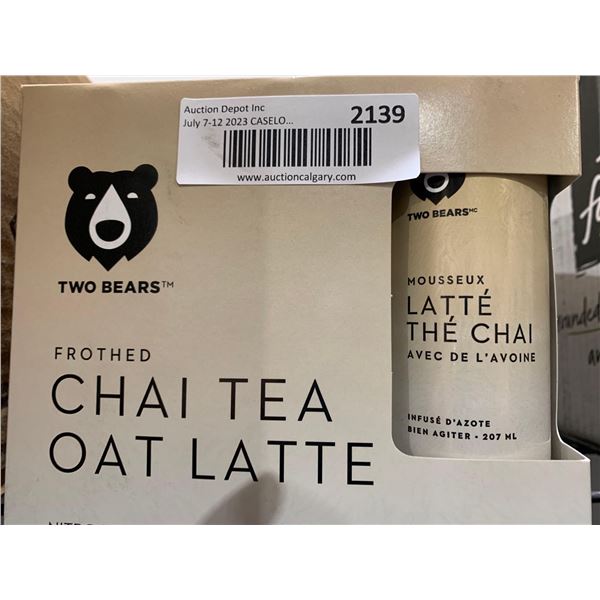 Auction Depot Inc
July 7-12 2023 CASELO...
2139
www.auctioncalgary.com
TWO BEARS™
FROTHED
CHAI TEA
OAT LATTE
TWO BEARS MC
MOUSSEUX
LATTÉ
THÉ CHAI
AVEC DE L'AVOINE
INFUSÉ D'AZOTE
BIEN AGITER • 207 ML